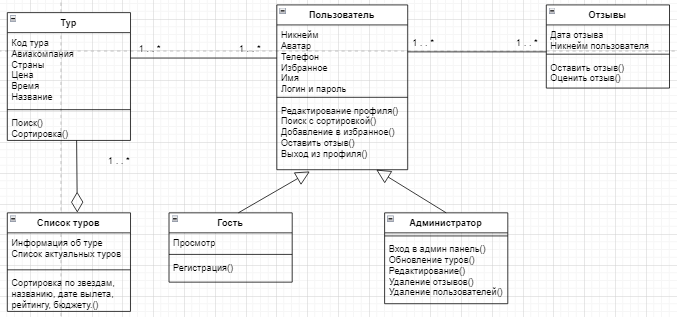 Тур
Код тура
Авиакомпания
Страны
Цена
Время
Название
Поиск()
Сортировка()
1 . . *
1 . . *
Пользователь
Никнейм
Аватар
Телефон
Избранное
Имя
Логин и пароль
Редактирование профиля()
Поиск с сортировкой()
Добавление в избранное()
Оставить отзыв()
Выход из профиля()
1 . . *
1 . . *
Отзывы
Дата отзыва
Никнейм пользователя
Оставить отзыв()
Оценить отзыв()
1 . . *
Список туров
Информация об туре
Список актуальных туров
Сортировка по звездам,
названию, дате вылета,
рейтингу, бюджету.()
Гость
Просмотр
Регистрация()
Администратор
Вход в админ панель()
Обновление туров()
Редактирование()
Удаление отзывов()
Удаление пользователей()